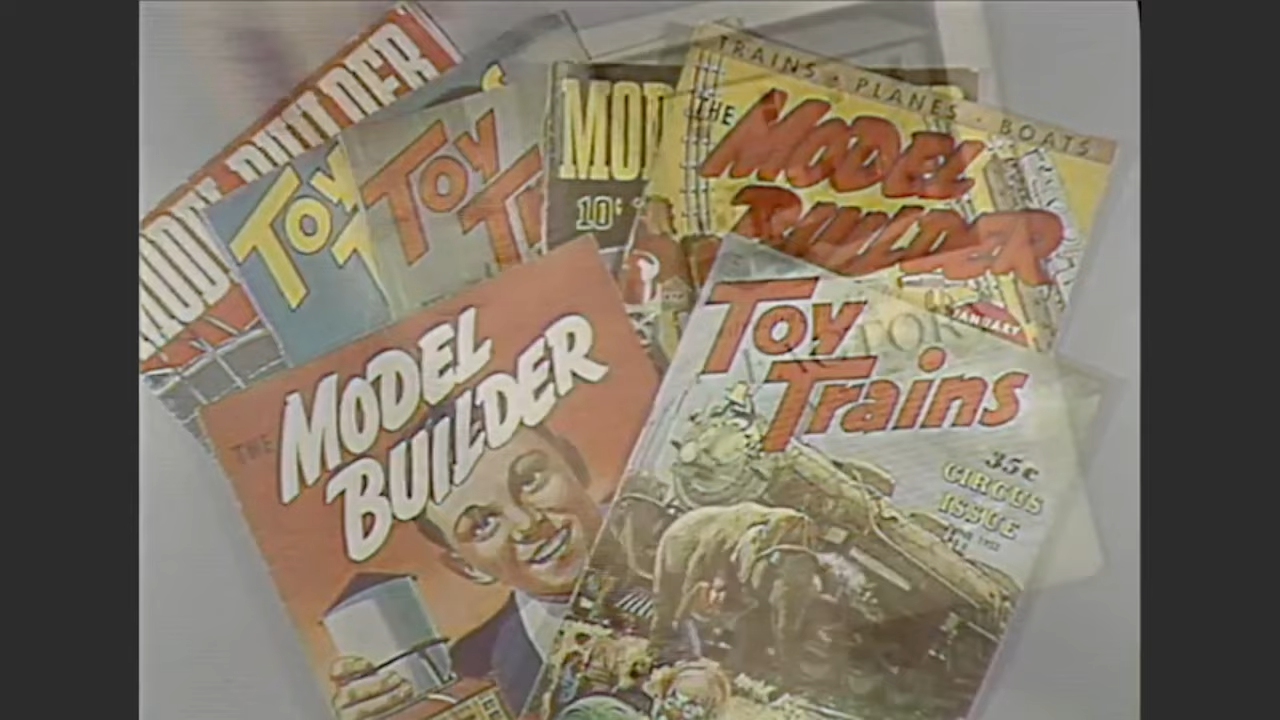 MODEL BUILDER
TOY
T
TOY
T
MOD
10¢
TRAINS · PLANES · BOATS
THE
MODEL
BUILDER
JANUARY
THE
MODEL
BUILDER
Toy
Trains
35¢
CIRCUS
ISSUE